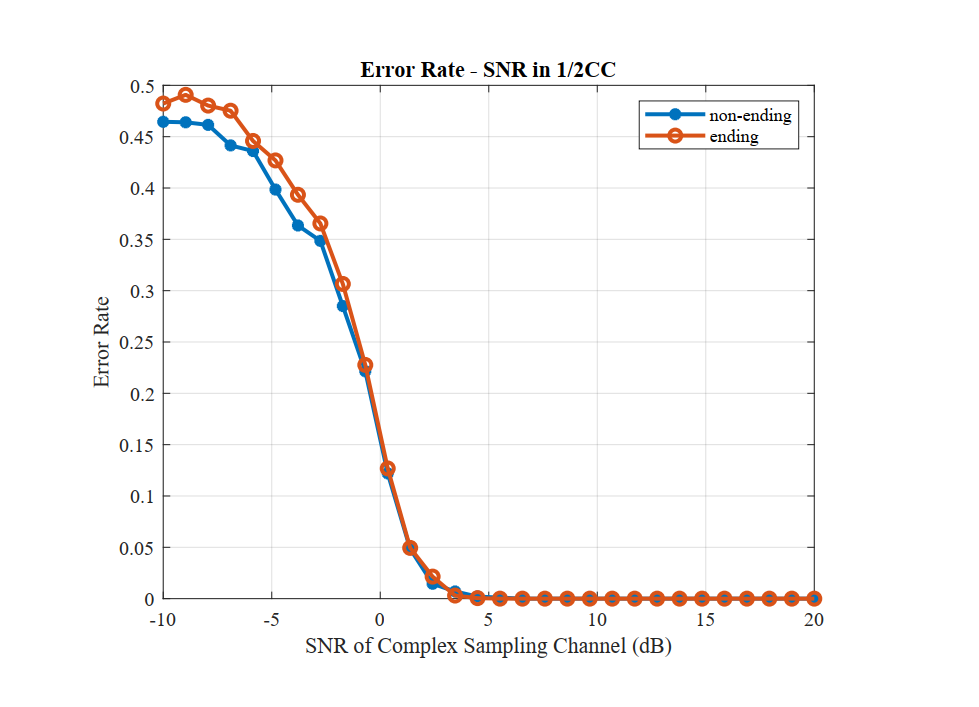 Error Rate - SNR in 1/2CC
non-ending
ending
Error Rate
0.5
0.45
0.4
0.35
0.3
0.25
0.2
0.15
0.1
0.05
0
-10 -5 0 5 10 15 20
SNR of Complex Sampling Channel (dB)